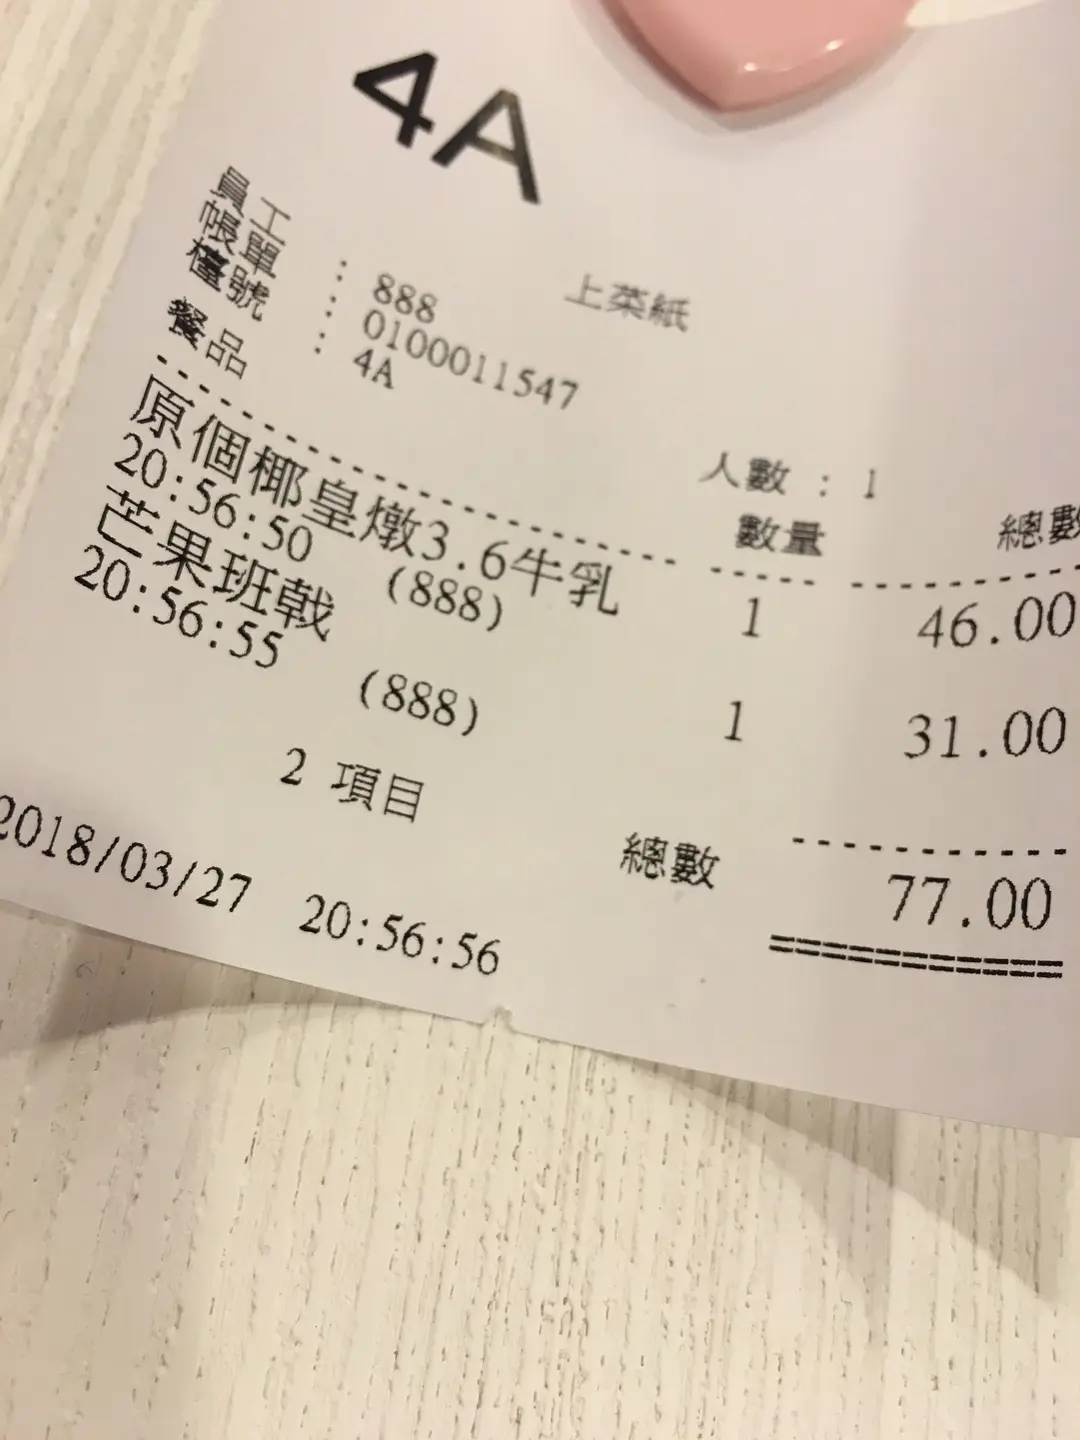 4A
上菜紙
員工 : 888
帳單 : 0100011547
檯號 : 4A 人數 : 1
餐品 數量 總數
原個椰皇燉3.6牛乳 1 46.00
20:56:50 (888)
芒果班戟 1 31.00
20:56:55 (888)
2 項目
總數 77.00
2018/03/27 20:56:56